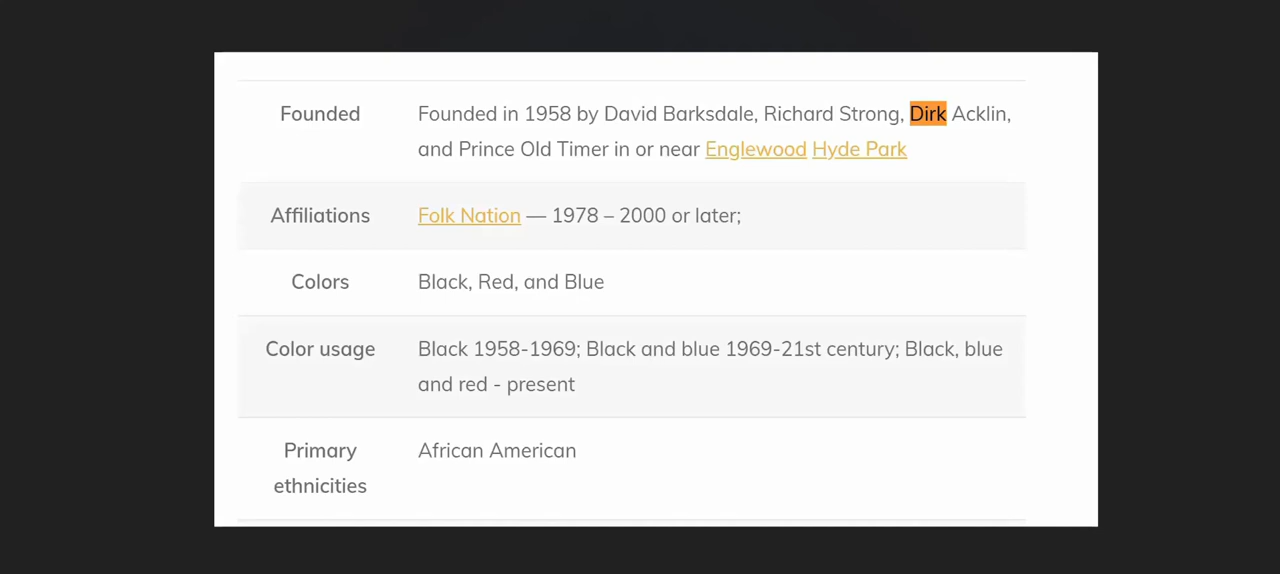 Founded
Founded in 1958 by David Barksdale, Richard Strong, Dirk Acklin,
and Prince Old Timer in or near Englewood Hyde Park
Affiliations
Folk Nation — 1978 – 2000 or later;
Colors
Black, Red, and Blue
Color usage
Black 1958-1969; Black and blue 1969-21st century; Black, blue
and red - present
Primary
ethnicities
African American